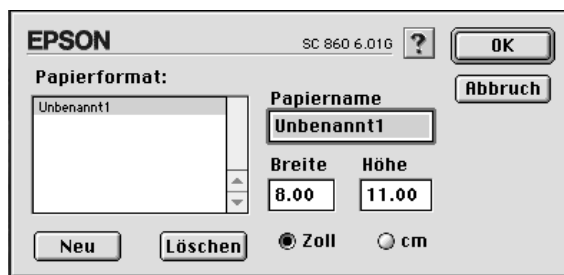 EPSON
SC 860 6.01G
?
OK
Abbruch
Papierformat:
Unbenannt1
Papiername
Unbenannt1
Breite Höhe
8.00 11.00
Zoll cm
Neu Löschen